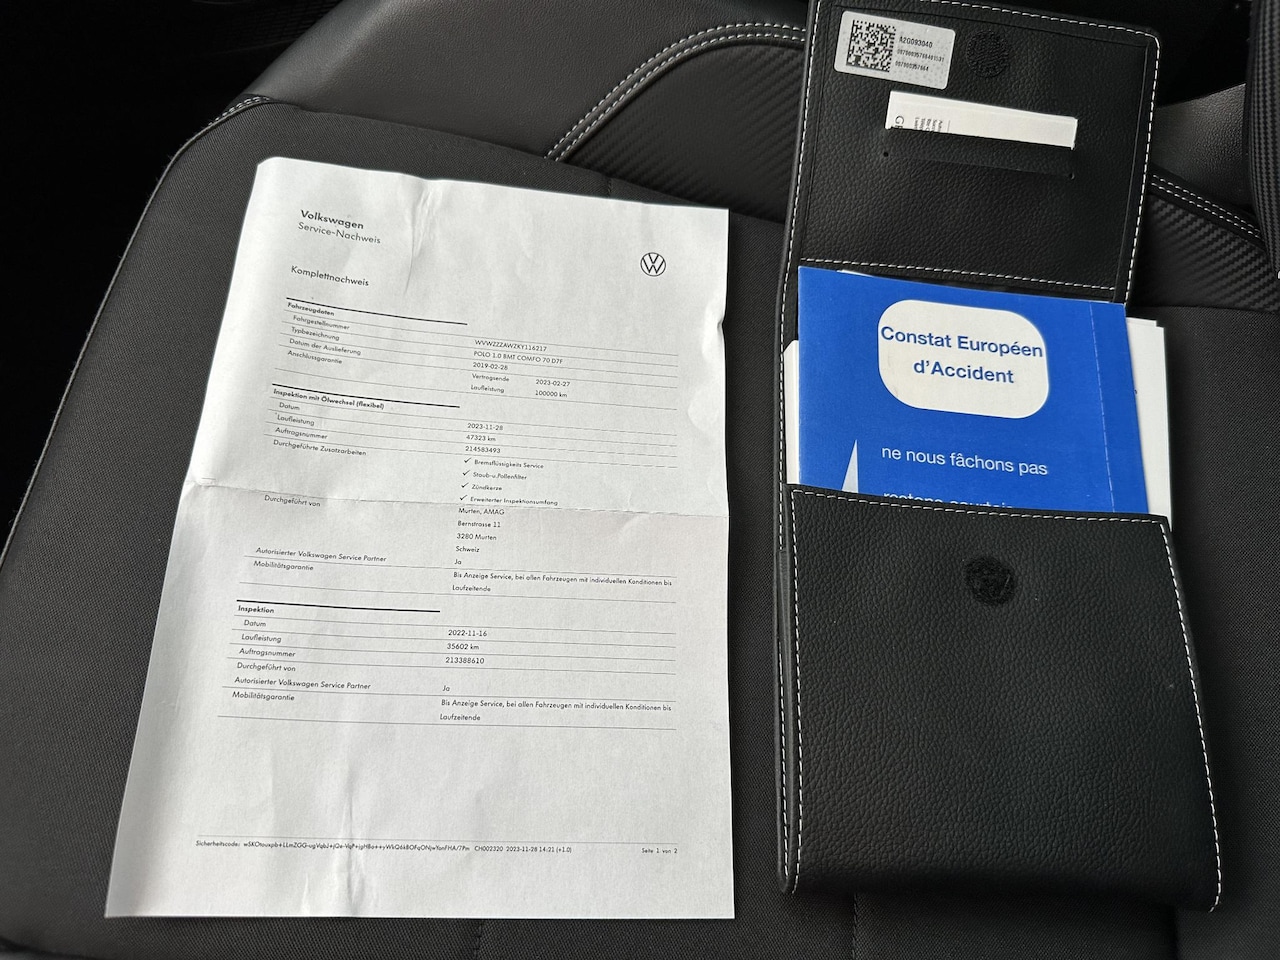 Volkswagen
Service-Nachweis
Komplettnachweis
Fahrzeugdaten
Fahrgestellnummer WVWZZZAWZKY116217
Typbezeichnung POLO 1.0 BMT COMFO 70 D7F
Datum der Auslieferung 2019-02-28
Anschlussgarantie Vertragsende 2023-02-27
Laufleistung 100000 km
Inspektion mit Ölwechsel (flexibel)
Datum 2023-11-28
Laufleistung 47323 km
Auftragsnummer 214583493
Durchgeführte Zusatzarbeiten ✓ Bremsflüssigkeits Service
✓ Staub-u.Pollenfilter
✓ Zündkerze
✓ Erweiterter Inspektionsumfang
Durchgeführt von Murten, AMAG
Bernstrasse 11
3280 Murten
Schweiz
Autorisierter Volkswagen Service Partner Ja
Mobilitätsgarantie Bis Anzeige Service, bei allen Fahrzeugen mit individuellen Konditionen bis
Laufzeitende
Inspektion
Datum 2022-11-16
Laufleistung 35602 km
Auftragsnummer 213388610
Durchgeführt von
Autorisierter Volkswagen Service Partner Ja
Mobilitätsgarantie Bis Anzeige Service, bei allen Fahrzeugen mit individuellen Konditionen bis
Laufzeitende
Sicherheitscode: CH002320 2023-11-28 14:21 (+1.0) Seite 1 von 2
A2G093040
Constat Européen
d'Accident
ne nous fâchons pas